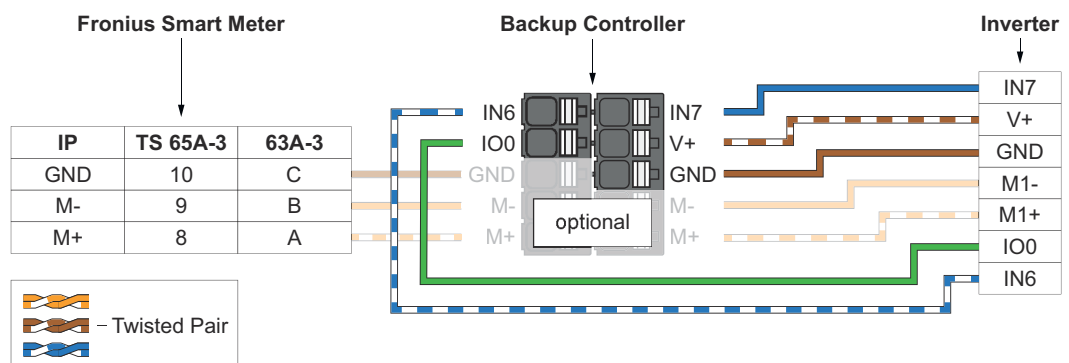 Fronius Smart Meter
Backup Controller
Inverter
IP TS 65A-3 63A-3
GND 10 C
M- 9 B
M+ 8 A
IN6 IN7
IO0 V+
GND GND
M- M-
M+ M+
optional
IN7
V+
GND
M1-
M1+
IO0
IN6
Twisted Pair